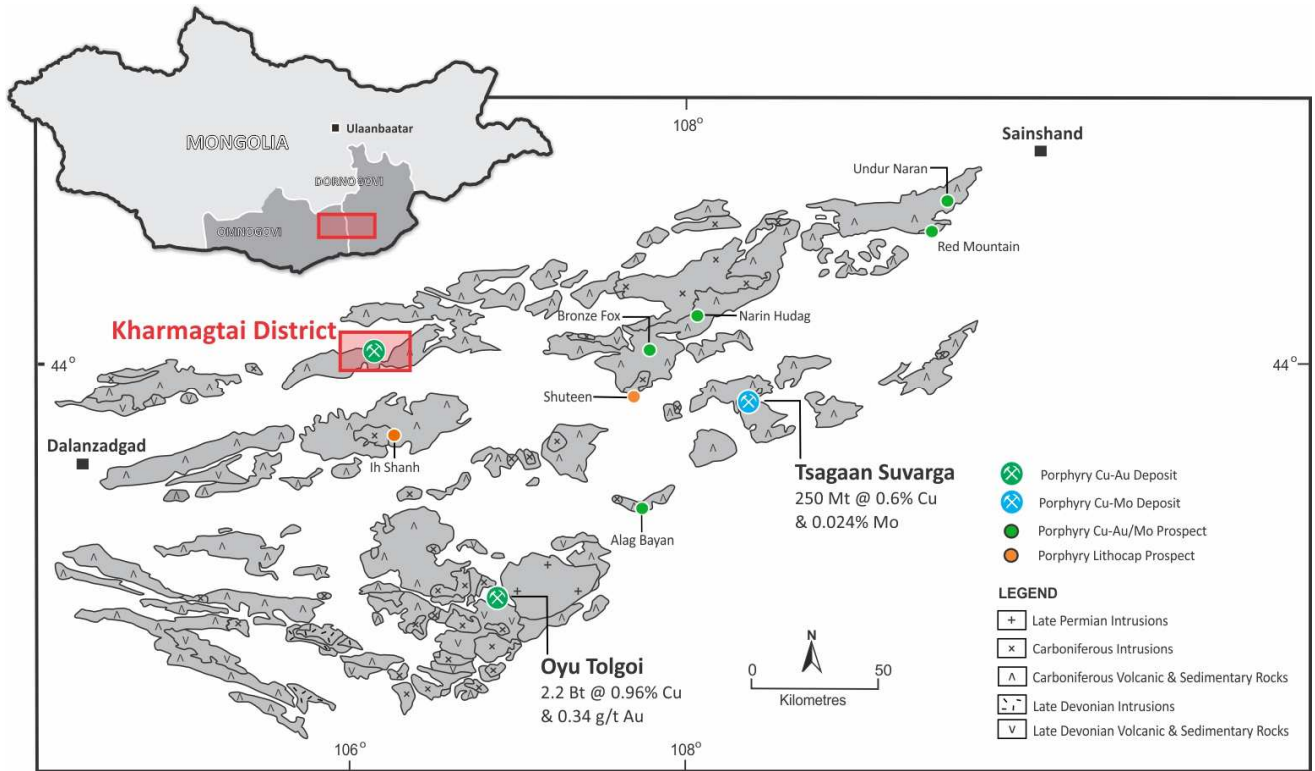 MONGOLIA
Ulaanbaatar
DORNOGOVI
OMNOGOVI
108°
Sainshand
Undur Naran
Red Mountain
Bronze Fox
Narin Hudag
Kharmagtai District
44°
44°
Shuteen
Dalanzadgad
Ih Shanh
Tsagaan Suvarga
250 Mt @ 0.6% Cu
& 0.024% Mo
Alag Bayan
Porphyry Cu-Au Deposit
Porphyry Cu-Mo Deposit
Porphyry Cu-Au/Mo Prospect
Porphyry Lithocap Prospect
LEGEND
Late Permian Intrusions
Carboniferous Intrusions
Carboniferous Volcanic & Sedimentary Rocks
Late Devonian Intrusions
Late Devonian Volcanic & Sedimentary Rocks
Oyu Tolgoi
2.2 Bt @ 0.96% Cu
& 0.34 g/t Au
N
0 50
Kilometres
106°
108°